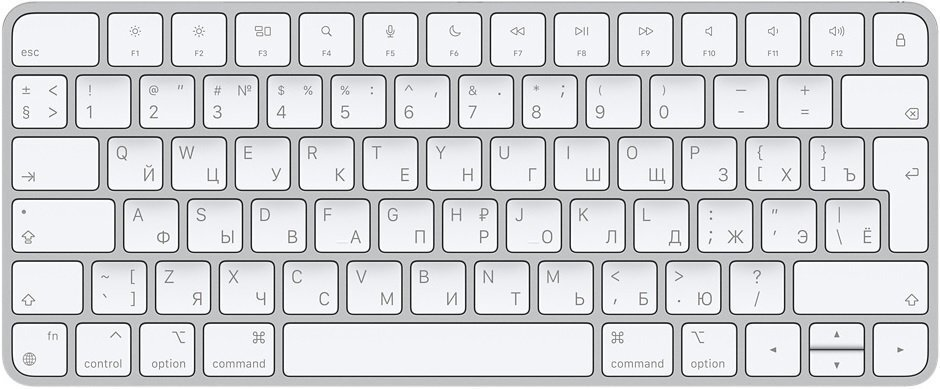 esc F1 F2 F3 F4 F5 F6 F7 F8 F9 F10 F11 F12
± < ! @ " # № $ % % : ^ , & . * ; ( ) — +
§ > 1 2 3 4 5 6 7 8 9 0 - =
Q W E R T Y U I O P { }
Й Ц У К Е Н Г Ш Щ З [ Х ] Ъ
A S D F G H ₽ J K L : " |
Ф Ы В А П Р О Л Д ; Ж ' Э \ Ё
~ [ Z X C V B N M < > ?
` ] Я Ч С М И Т Ь , Б . Ю /
fn ^ ⌥ ⌘ ⌘ ⌥
control option command command option